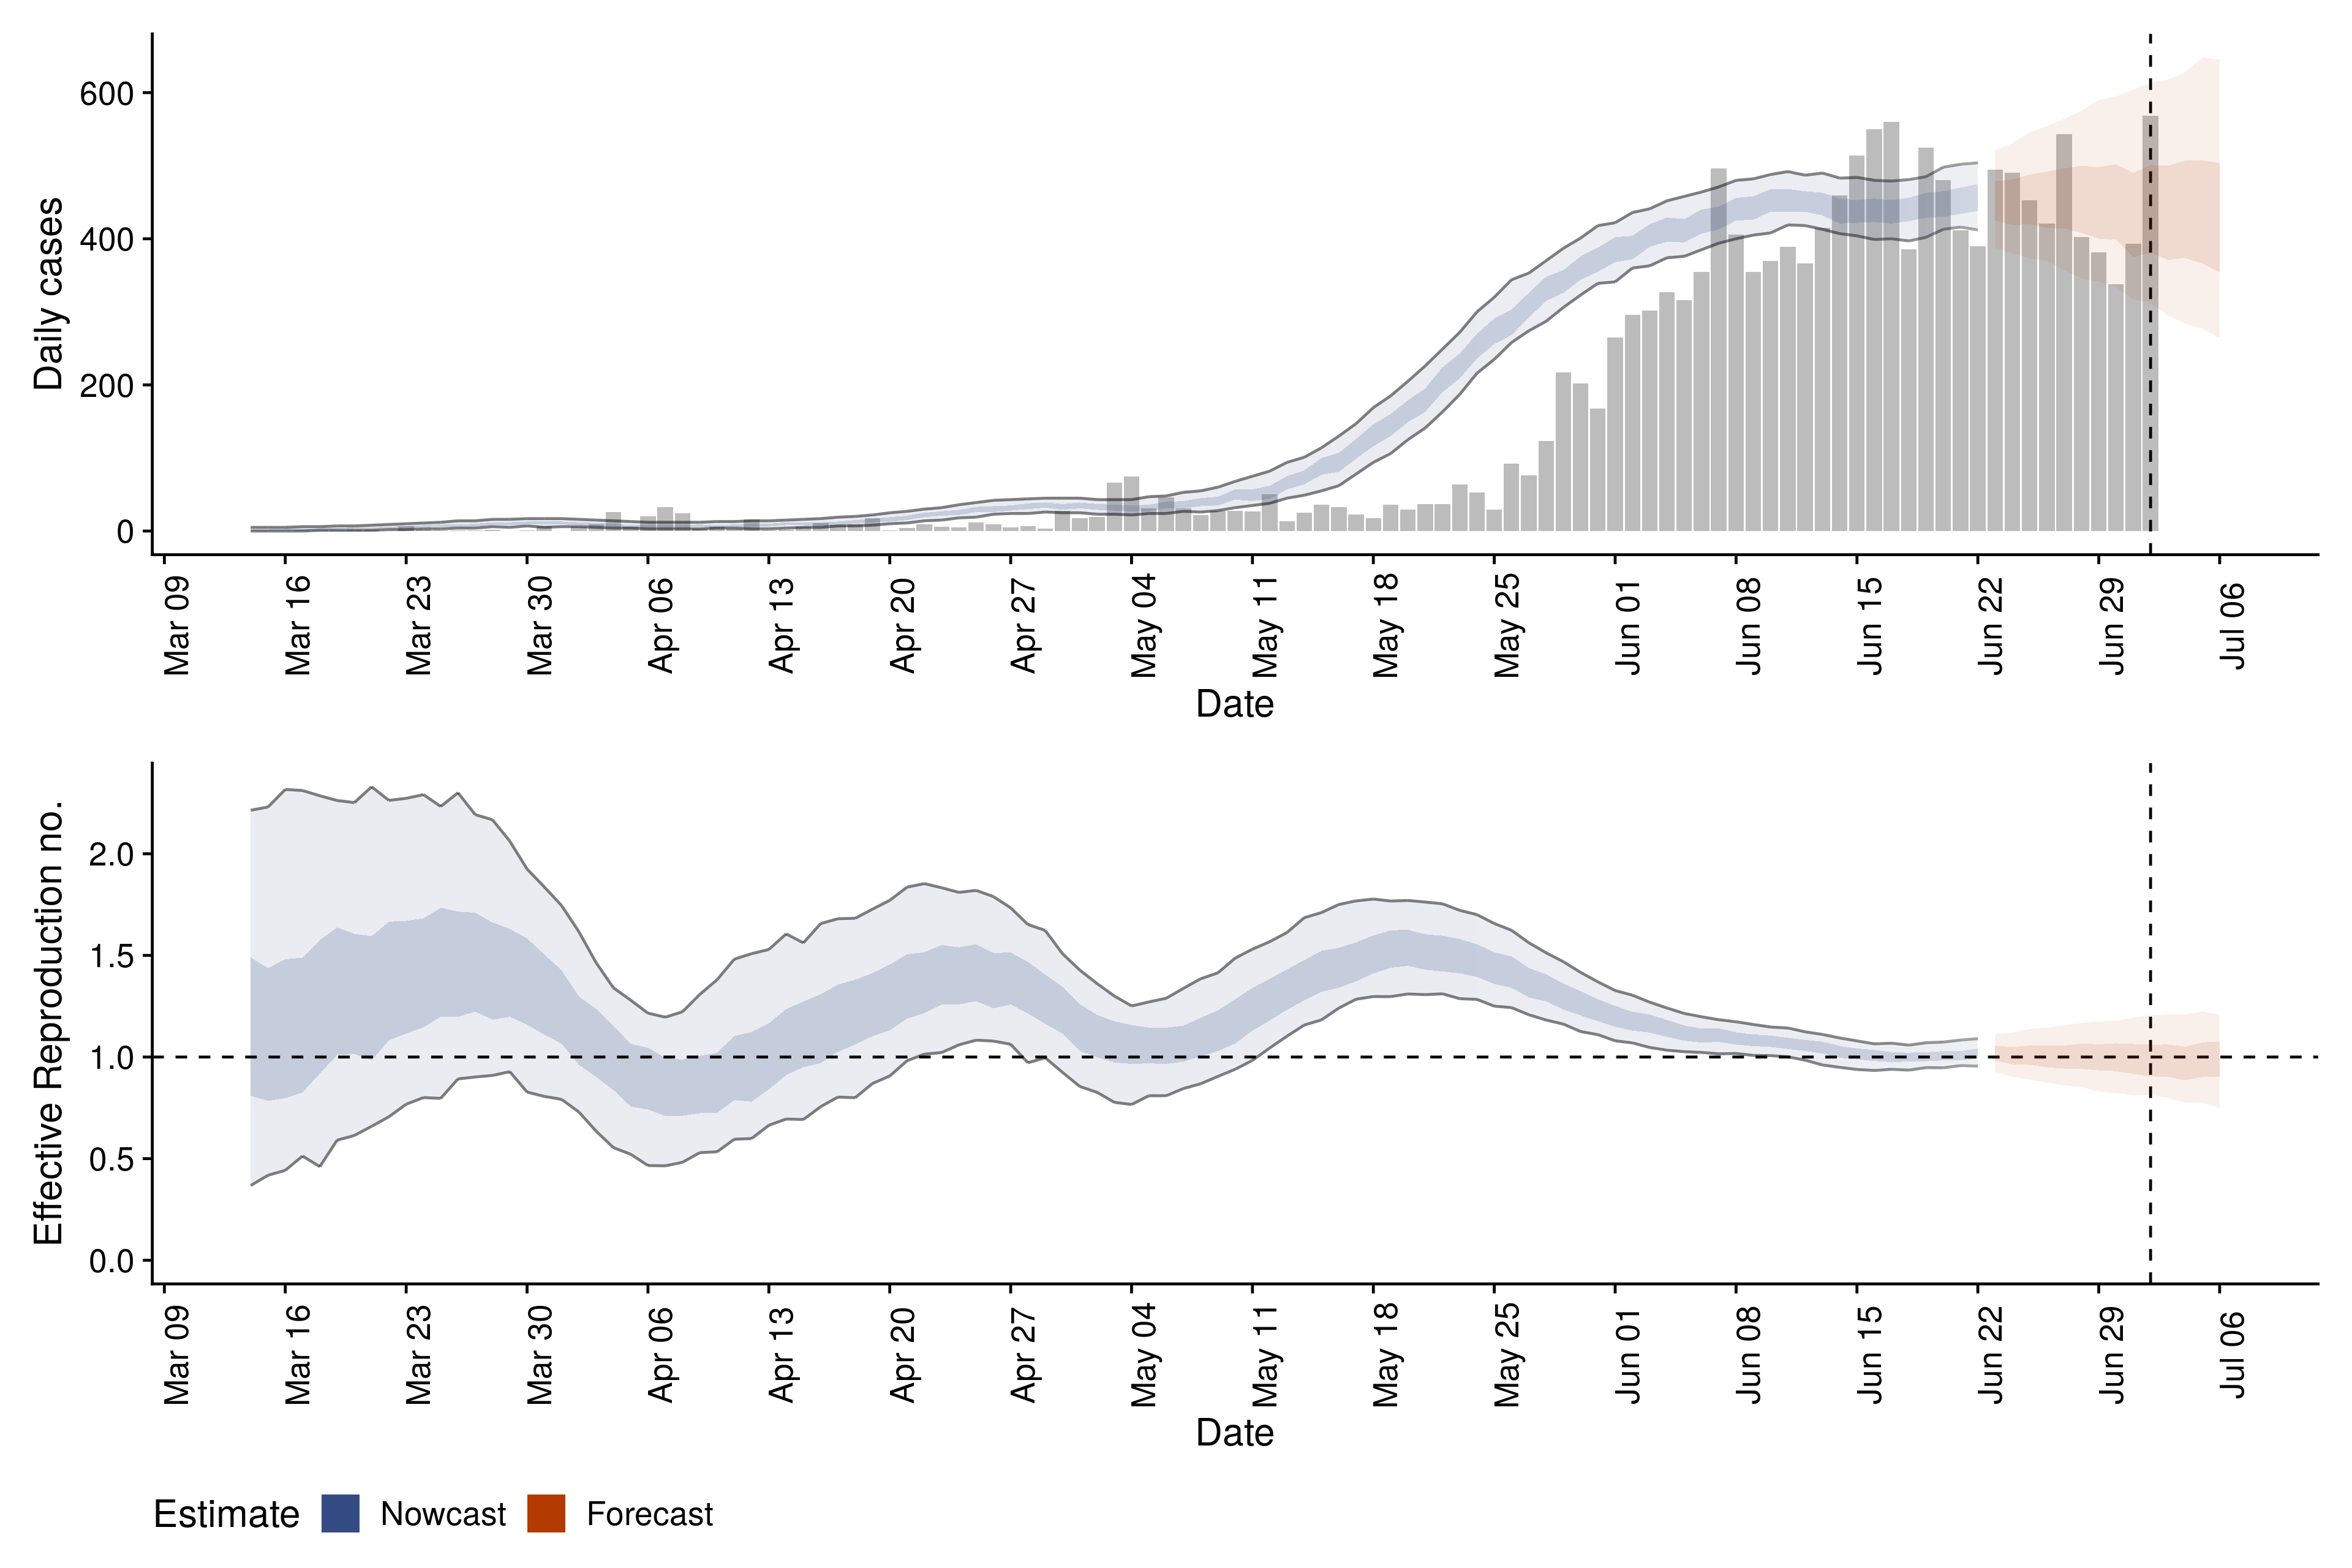 Daily cases
600
400
200
0
Mar 09
Mar 16
Mar 23
Mar 30
Apr 06
Apr 13
Apr 20
Apr 27
May 04
May 11
May 18
May 25
Jun 01
Jun 08
Jun 15
Jun 22
Jun 29
Jul 06
Date
Effective Reproduction no.
2.0
1.5
1.0
0.5
0.0
Mar 09
Mar 16
Mar 23
Mar 30
Apr 06
Apr 13
Apr 20
Apr 27
May 04
May 11
May 18
May 25
Jun 01
Jun 08
Jun 15
Jun 22
Jun 29
Jul 06
Date
Estimate Nowcast Forecast